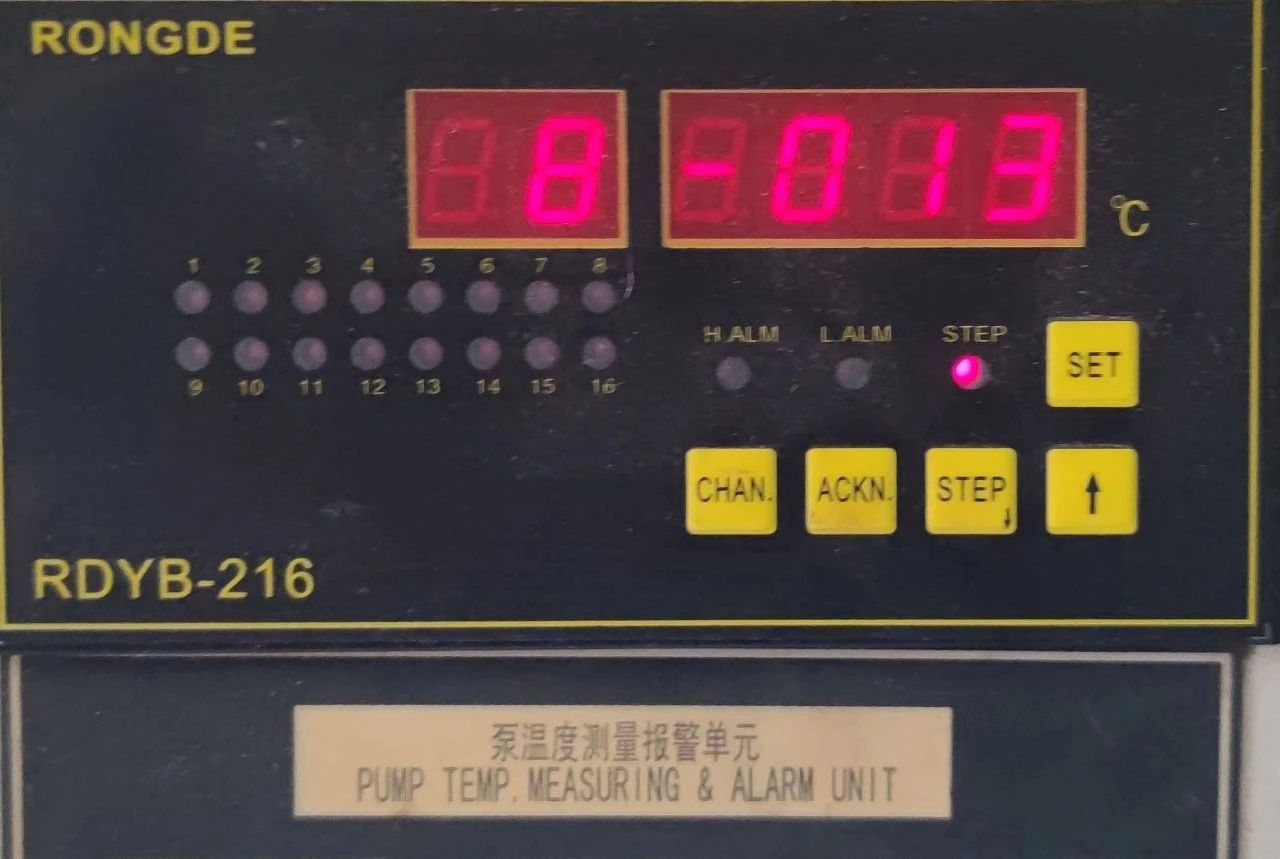 RONGDE
8 -013
℃
1 2 3 4 5 6 7 8
9 10 11 12 13 14 15 16
H.ALM L.ALM STEP
SET
CHAN. ACKN. STEP↓ ↑
RDYB-216
泵温度测量报警单元
PUMP TEMP.MEASURING & ALARM UNIT